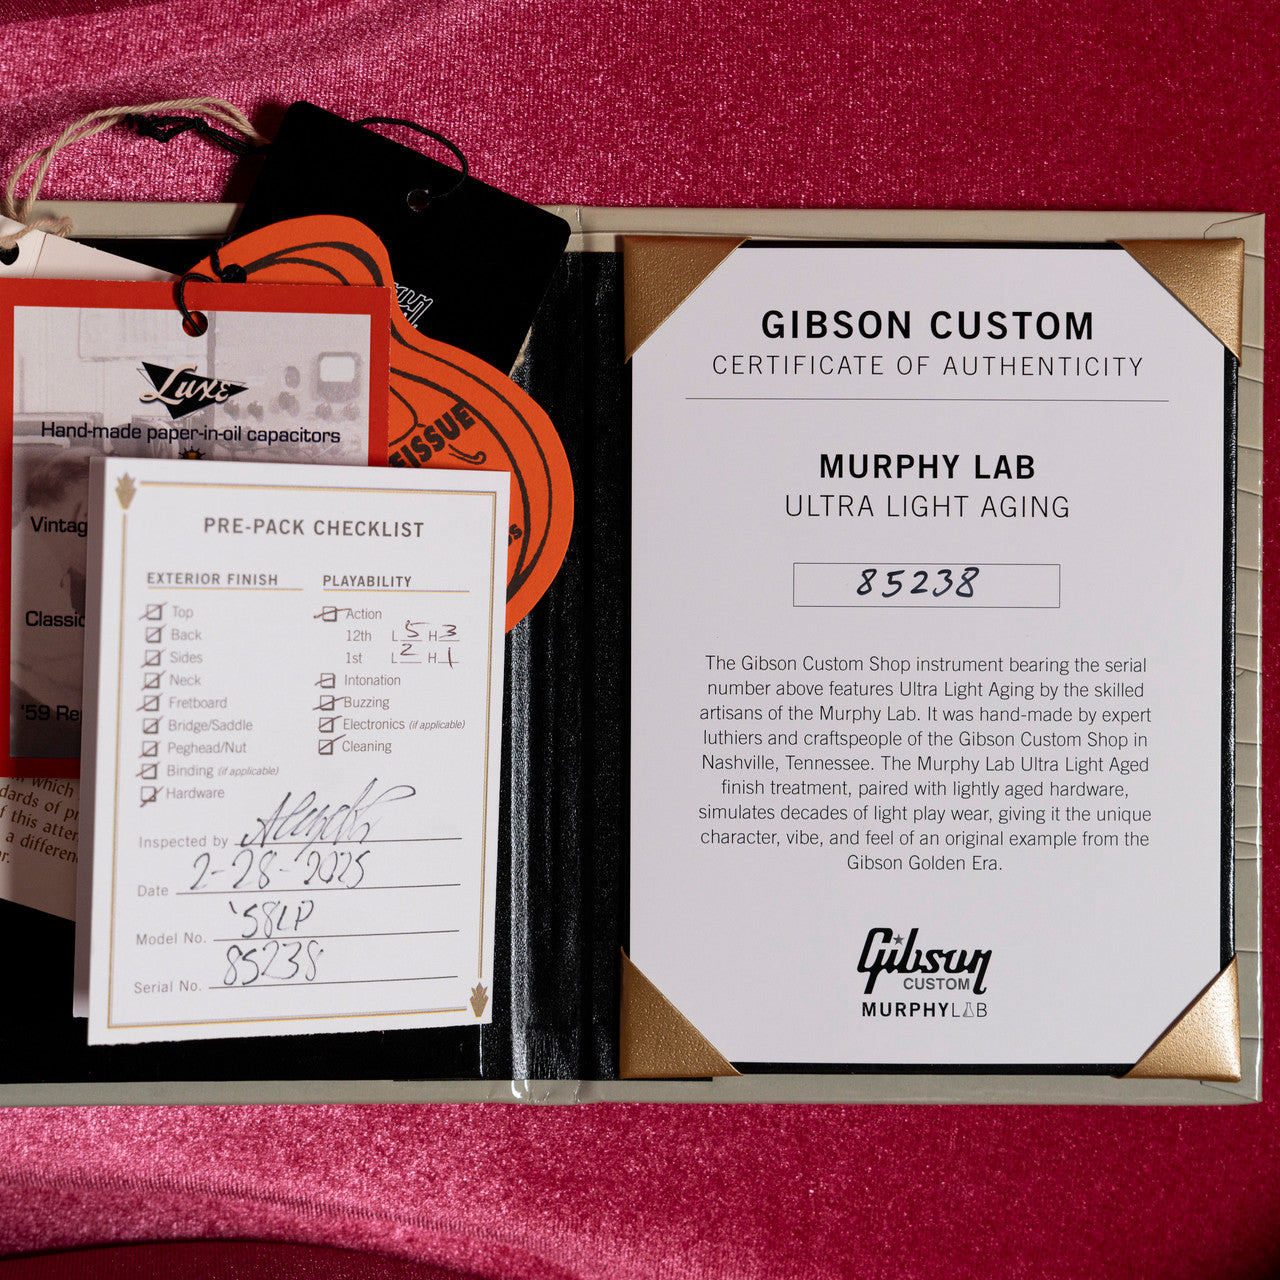 Luxe
Hand-made paper-in-oil capacitors
Classic
'59
EISSUE
which
dards of
this
a
PRE-PACK CHECKLIST
EXTERIOR FINISH
Top
Back
Sides
Neck
Fretboard
Bridge/Saddle
Peghead/Nut
Binding (if applicable)
Hardware
PLAYABILITY
Action
12th L 5 H 3
1st L 2 H 1
Intonation
Buzzing
Electronics (if applicable)
Cleaning
Inspected by
Date 2-28-2025
Model No. '58LP
Serial No. 85238
GIBSON CUSTOM
CERTIFICATE OF AUTHENTICITY
MURPHY LAB
ULTRA LIGHT AGING
85238
The Gibson Custom Shop instrument bearing the serial
number above features Ultra Light Aging by the skilled
artisans of the Murphy Lab. It was hand-made by expert
luthiers and craftspeople of the Gibson Custom Shop in
Nashville, Tennessee. The Murphy Lab Ultra Light Aged
finish treatment, paired with lightly aged hardware,
simulates decades of light play wear, giving it the unique
character, vibe, and feel of an original example from the
Gibson Golden Era.
Gibson
CUSTOM
MURPHY LAB